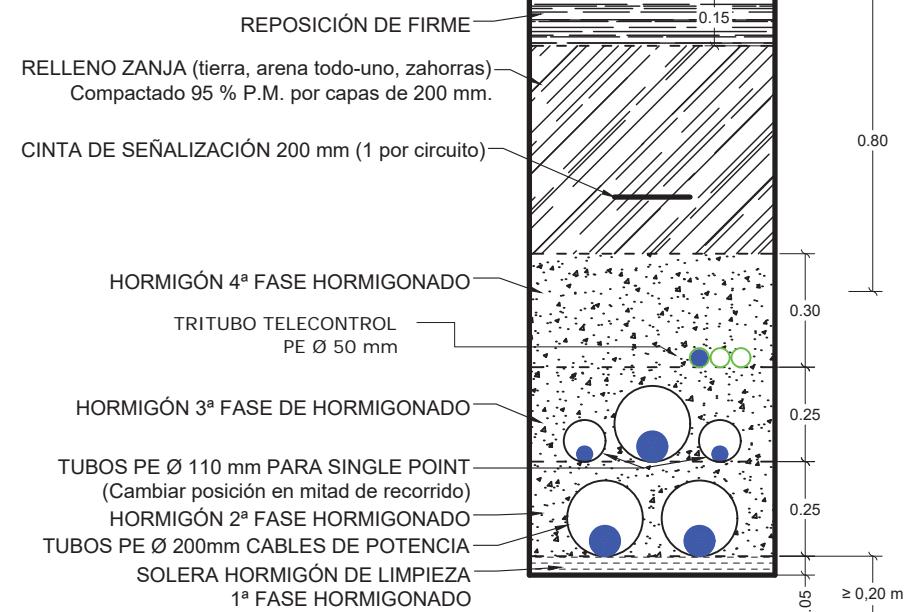 REPOSICIÓN DE FIRME
0.15
RELLENO ZANJA (tierra, arena todo-uno, zahorras)
Compactado 95 % P.M. por capas de 200 mm.
0.80
CINTA DE SEÑALIZACIÓN 200 mm (1 por circuito)
HORMIGÓN 4ª FASE HORMIGONADO
0.30
TRITUBO TELECONTROL
PE Ø 50 mm
HORMIGÓN 3ª FASE DE HORMIGONADO
0.25
TUBOS PE Ø 110 mm PARA SINGLE POINT
(Cambiar posición en mitad de recorrido)
HORMIGÓN 2ª FASE HORMIGONADO
0.25
TUBOS PE Ø 200mm CABLES DE POTENCIA
SOLERA HORMIGÓN DE LIMPIEZA
1ª FASE HORMIGONADO
.05
≥ 0,20 m